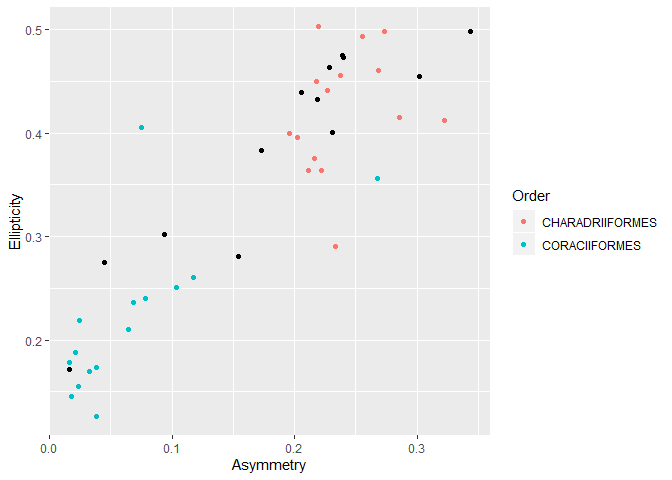 0.5
0.4
0.3
0.2
Ellipticity
0.0 0.1 0.2 0.3
Asymmetry
Order
CHARADRIIFORMES
CORACIIFORMES